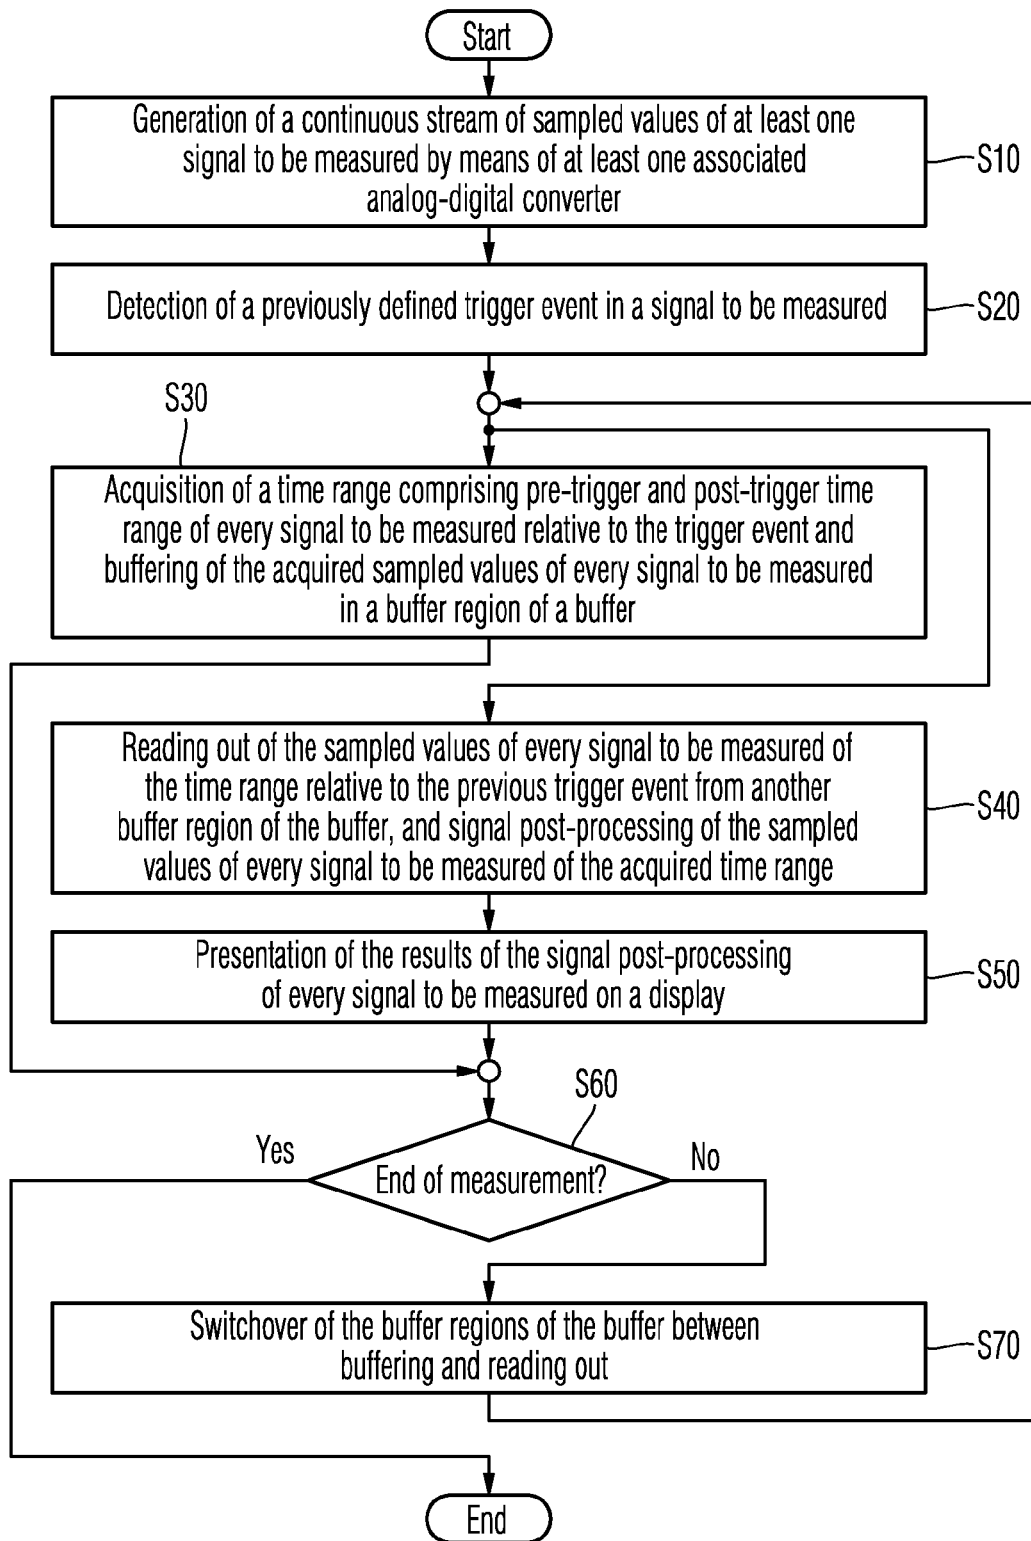 Start
Generation of a continuous stream of sampled values of at least one
signal to be measured by means of at least one associated
analog-digital converter
S10
Detection of a previously defined trigger event in a signal to be measured
S20
S30
Acquisition of a time range comprising pre-trigger and post-trigger time
range of every signal to be measured relative to the trigger event and
buffering of the acquired sampled values of every signal to be measured
in a buffer region of a buffer
Reading out of the sampled values of every signal to be measured of
the time range relative to the previous trigger event from another
buffer region of the buffer, and signal post-processing of the sampled
values of every signal to be measured of the acquired time range
S40
Presentation of the results of the signal post-processing
of every signal to be measured on a display
S50
S60
Yes
End of measurement?
No
Switchover of the buffer regions of the buffer between
buffering and reading out
S70
End